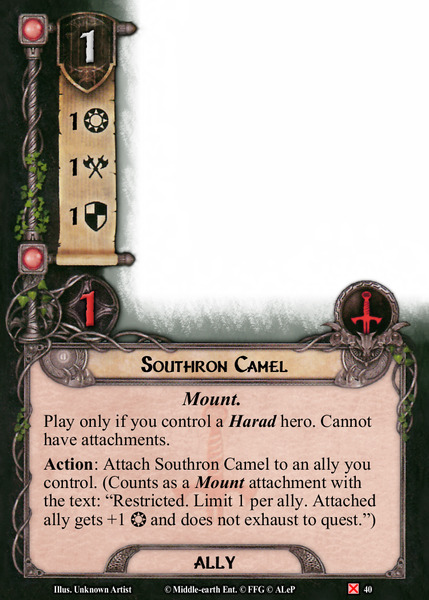 1
1
1
1
1
Southron Camel
Mount.
Play only if you control a Harad hero. Cannot
have attachments.
Action: Attach Southron Camel to an ally you
control. (Counts as a Mount attachment with
the text: “Restricted. Limit 1 per ally. Attached
ally gets +1 and does not exhaust to quest.”)
ALLY
Illus. Unknown Artist © Middle-earth Ent. © FFG © ALeP 40